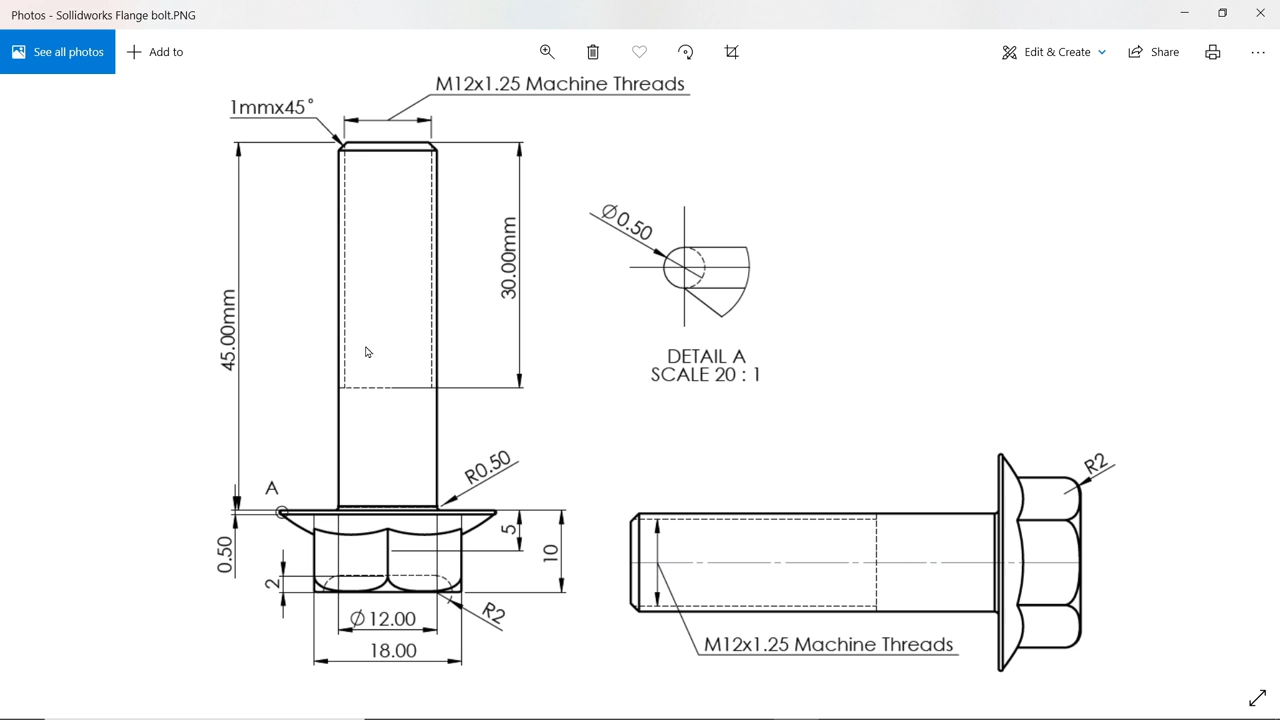 Photos - Sollidworks Flange bolt.PNG
See all photos
Add to
Edit & Create
Share
M12x1.25 Machine Threads
1mmx45°
∅0.50
30.00mm
45.00mm
DETAIL A
SCALE 20 : 1
R0.50
A
R2
5
10
0.50
2
R2
∅12.00
M12x1.25 Machine Threads
18.00